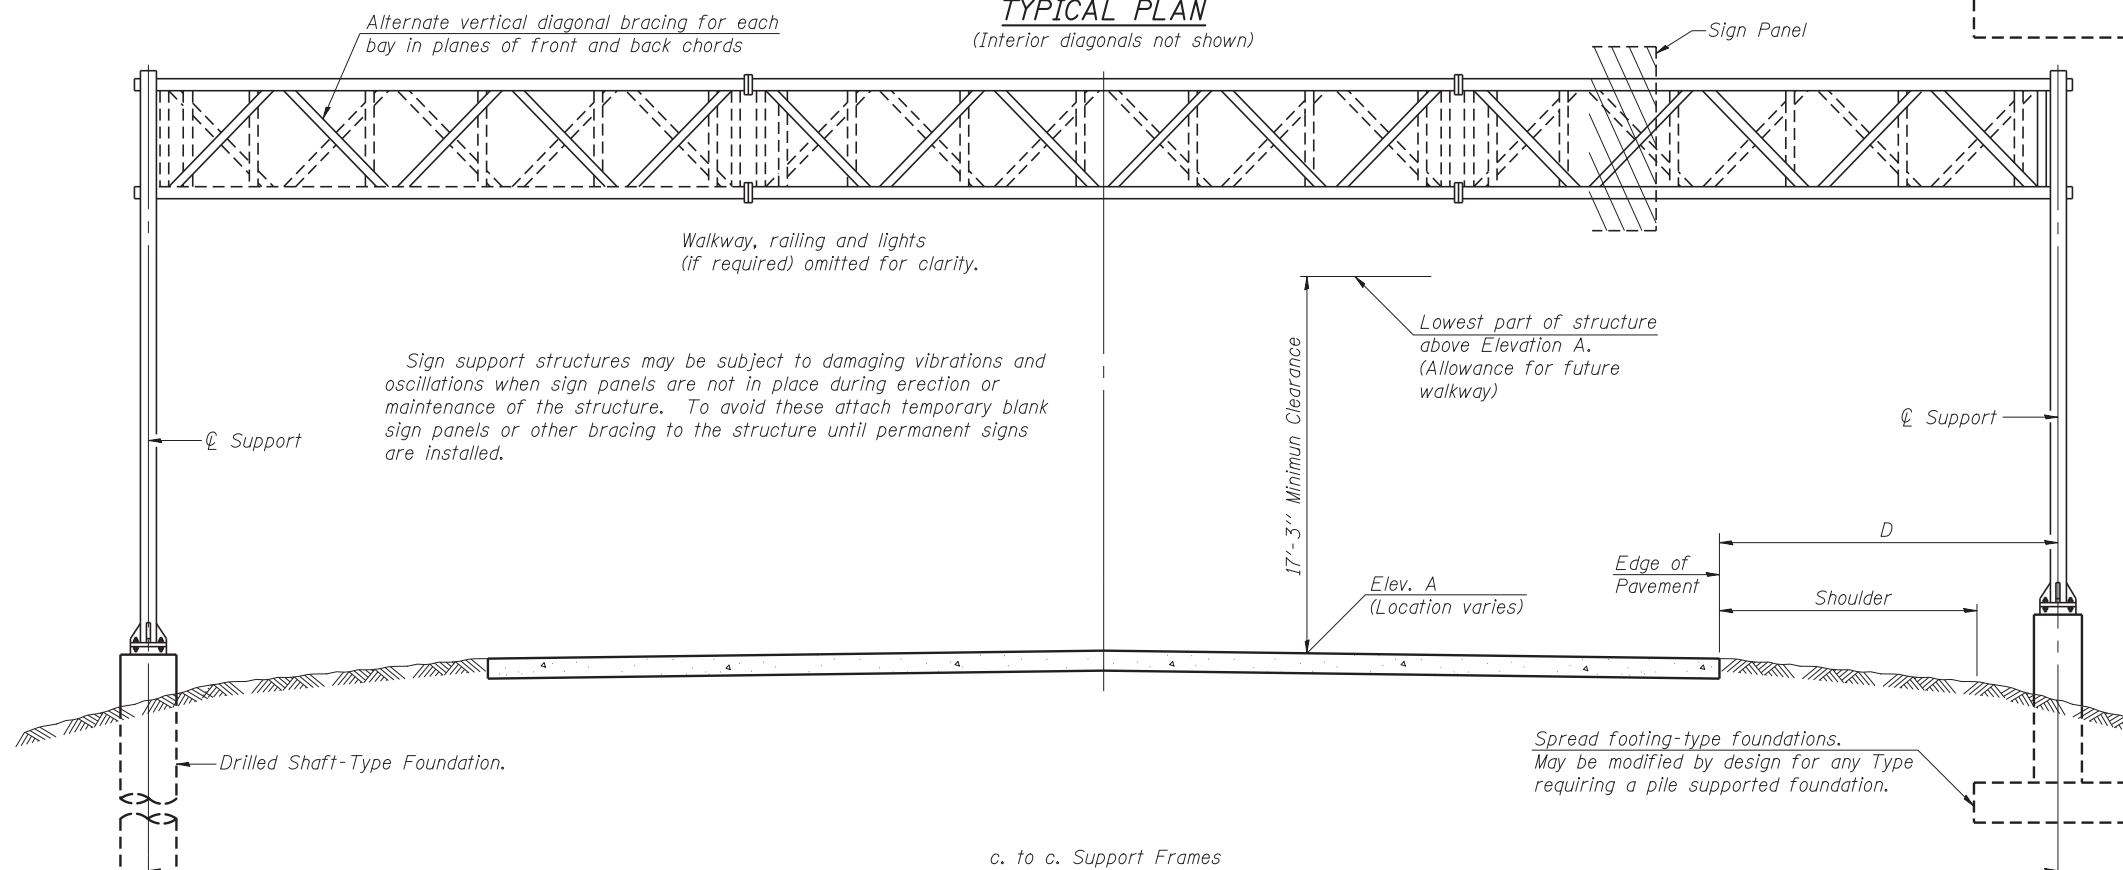 TYPICAL PLAN
(Interior diagonals not shown)
Alternate vertical diagonal bracing for each
bay in planes of front and back chords
Sign Panel
Walkway, railing and lights
(if required) omitted for clarity.
Lowest part of structure
above Elevation A.
(Allowance for future
walkway)
17'-3'' Minimun Clearance
Sign support structures may be subject to damaging vibrations and
oscillations when sign panels are not in place during erection or
maintenance of the structure. To avoid these attach temporary blank
sign panels or other bracing to the structure until permanent signs
are installed.
℄ Support
℄ Support
D
Edge of
Pavement
Shoulder
Elev. A
(Location varies)
Drilled Shaft-Type Foundation.
Spread footing-type foundations.
May be modified by design for any Type
requiring a pile supported foundation.
c. to c. Support Frames